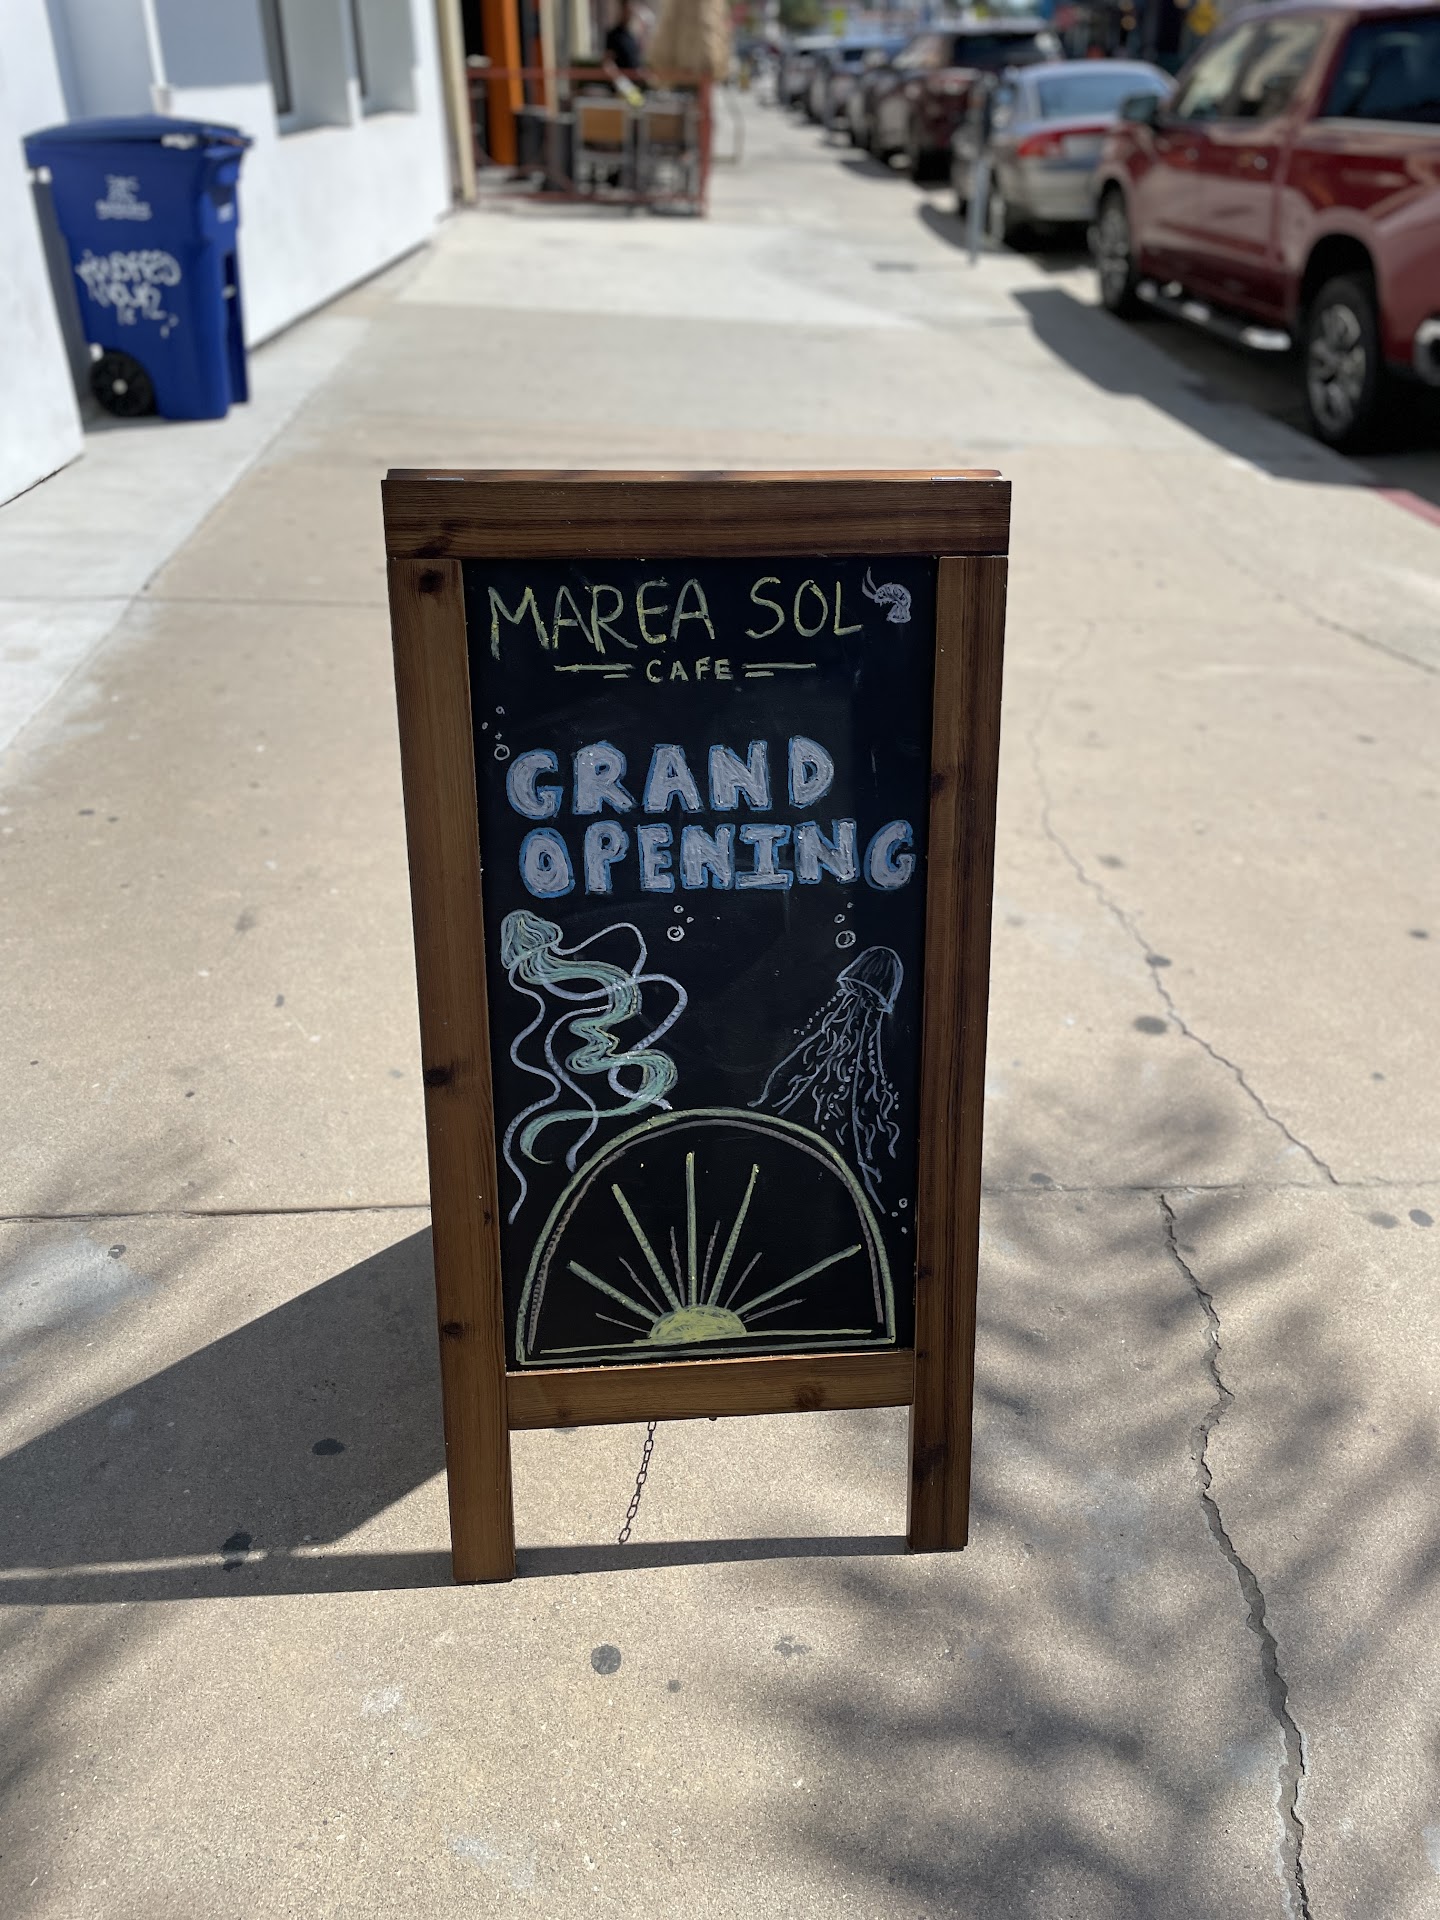 MAREA SOL
CAFE
GRAND
OPENING